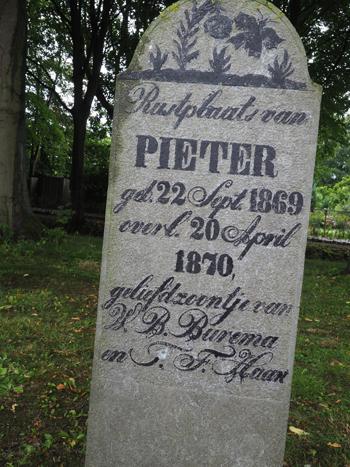 Rustplaats van
PIETER
geb. 22 Sept. 1869
overl. 20 April
1870,
geliefd zoontje van
W. B. Burema
en T. F. Haan